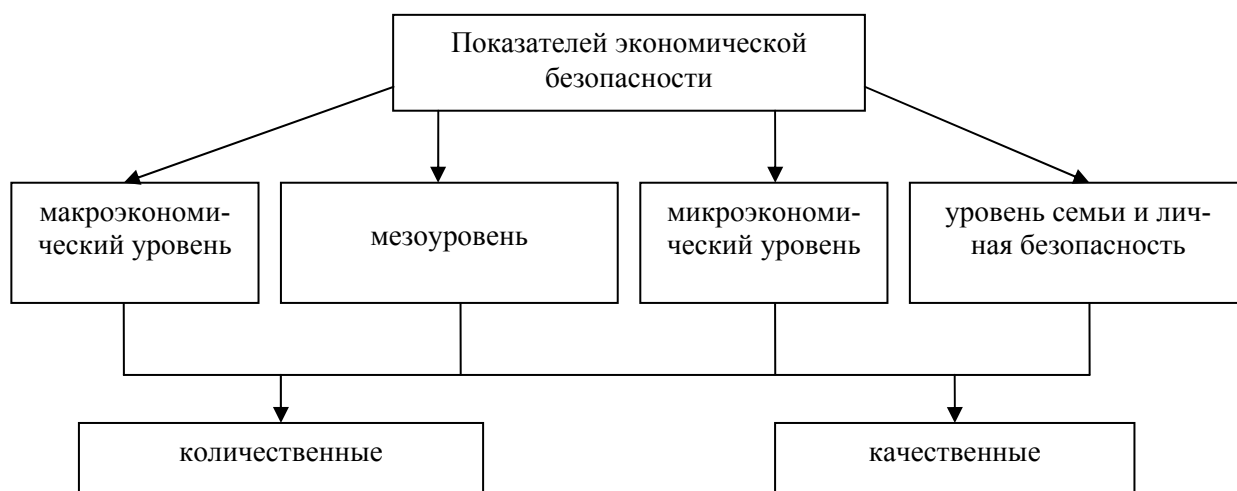 Показателей экономической
безопасности
макроэкономи-
ческий уровень
мезоуровень
микроэкономи-
ческий уровень
уровень семьи и лич-
ная безопасность
количественные
качественные